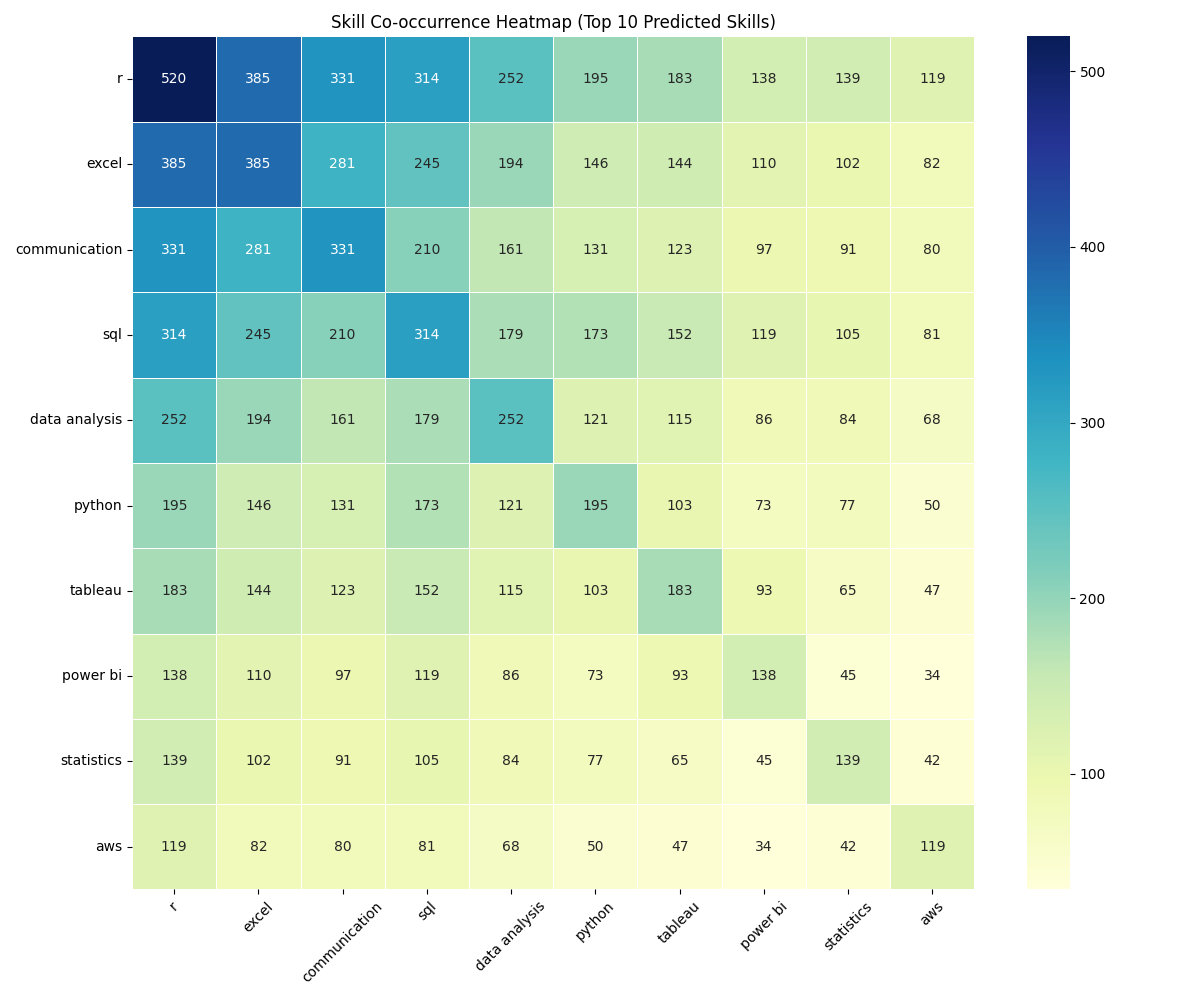 Skill Co-occurrence Heatmap (Top 10 Predicted Skills)
r 520 385 331 314 252 195 183 138 139 119
excel 385 385 281 245 194 146 144 110 102 82
communication 331 281 331 210 161 131 123 97 91 80
sql 314 245 210 314 179 173 152 119 105 81
data analysis 252 194 161 179 252 121 115 86 84 68
python 195 146 131 173 121 195 103 73 77 50
tableau 183 144 123 152 115 103 183 93 65 47
power bi 138 110 97 119 86 73 93 138 45 34
statistics 139 102 91 105 84 77 65 45 139 42
aws 119 82 80 81 68 50 47 34 42 119
r excel communication sql data analysis python tableau power bi statistics aws
500
400
300
200
100